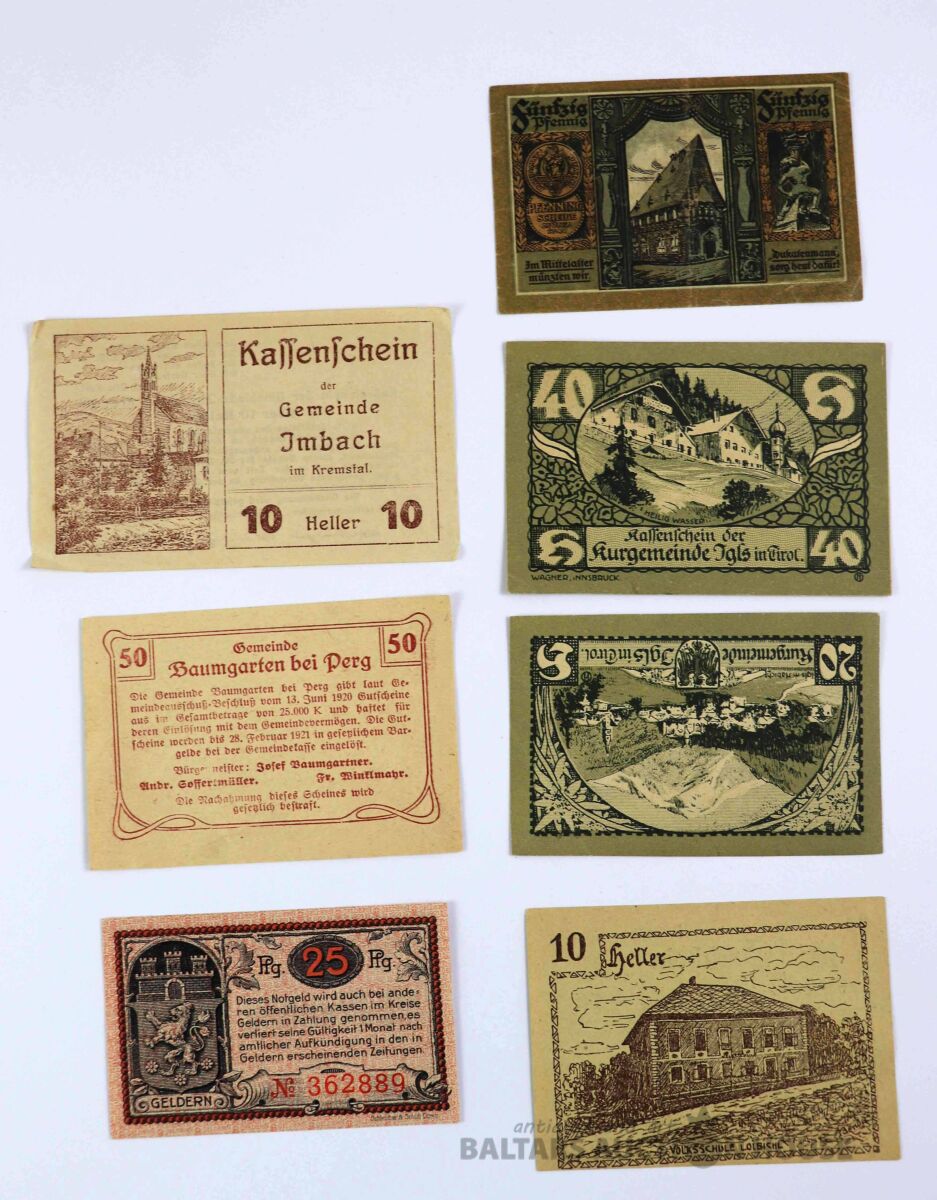 Fünfzig
Pfennig
Fünfzig
Pfennig
PFENNING
SCHEIBE
Im Mittelalter
münzten wir
Dukatenmann,
sorg heut dafür!
Kassenschein
der
Gemeinde
Imbach
im Kremstal.
10 Heller 10
40
H
HEILIG WASSER
Kassenschein der
H Kurgemeinde Igls in Tirol. 40
WAGNER, INNSBRUCK
50 Gemeinde 50
Baumgarten bei Perg
Die Gemeinde Baumgarten bei Perg gibt laut Ge-
meindeausschuß-Beschluß vom 13. Juni 1920 Gutscheine
aus im Gesamtbetrage von 25.000 K und haftet für
deren Einlösung mit dem Gemeindevermögen. Die Gut-
scheine werden bis 28. Februar 1921 in gesetzlichem Bar-
gelde bei der Gemeindekasse eingelöst.
Bürgermeister: Josef Baumgartner.
Andr. Soffertmüller. Fr. Winklmayr.
Die Nachahmung dieses Scheines wird
gesetzlich bestraft.
20 Kurgemeinde
Igls in Tirol. H
Pfg. 25 Pfg.
Dieses Notgeld wird auch bei ande-
ren öffentlichen Kassen im Kreise
Geldern in Zahlung genommen, es
verliert seine Gültigkeit 1 Monat nach
amtlicher Aufkündigung in den in
Geldern erscheinenden Zeitungen.
№ 362889
GELDERN
10 Heller
VOLKSSCHULE LOIBICHL